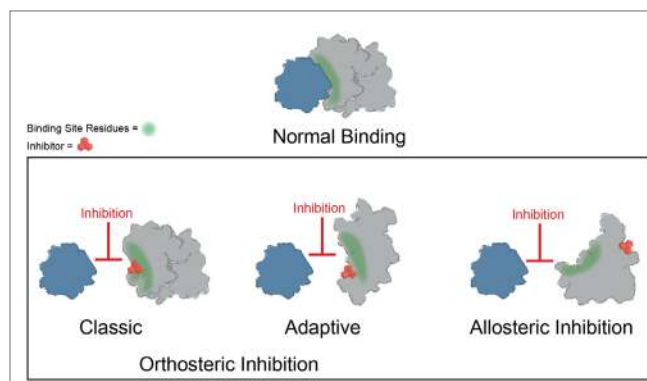 Normal Binding
Binding Site Residues =
Inhibitor =
Inhibition
Inhibition
Inhibition
Classic
Adaptive
Allosteric Inhibition
Orthosteric Inhibition